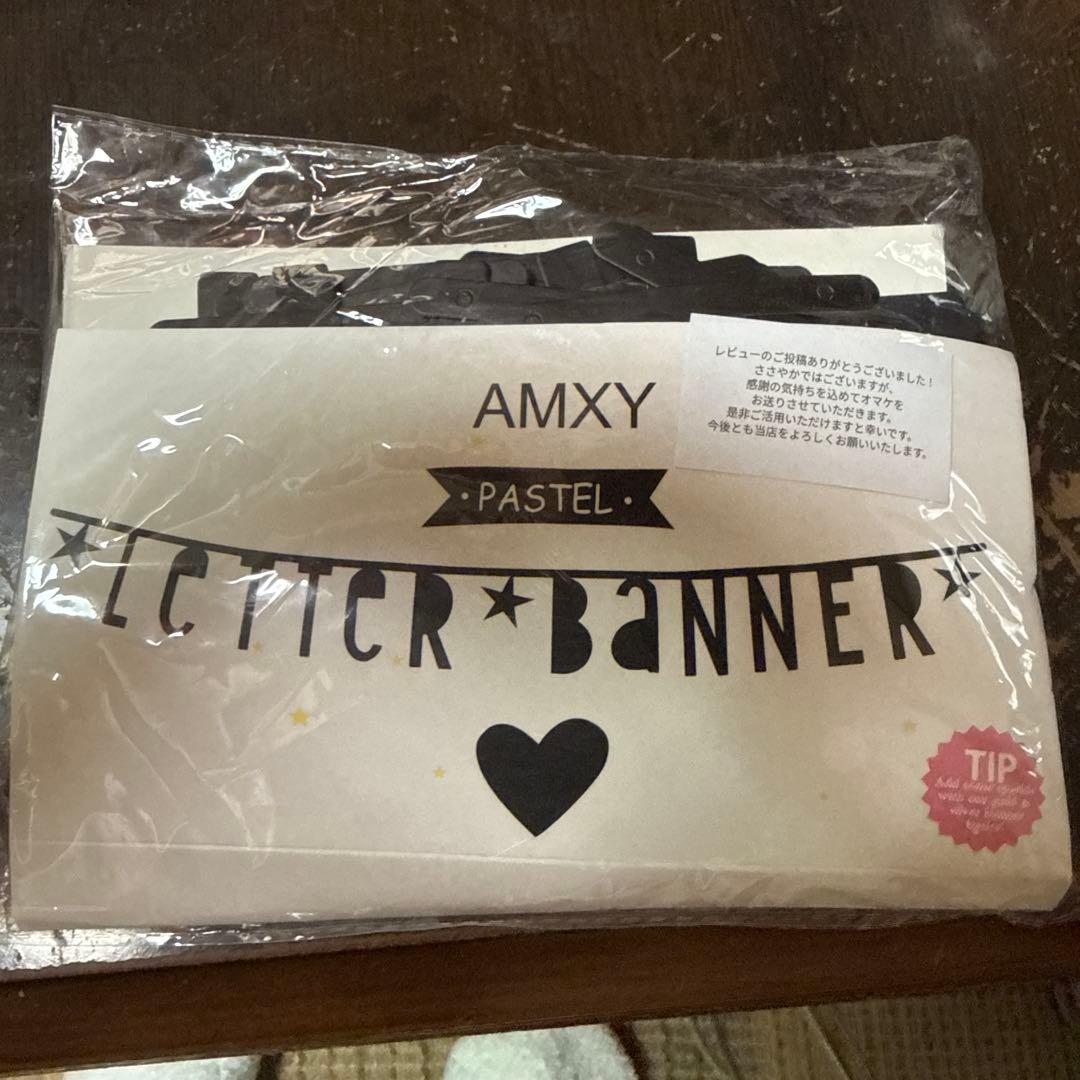 AMXY
· PASTEL ·
★LeTTeR★BaNNER★
レビューのご投稿ありがとうございました！
ささやかではございますが、
感謝の気持ちを込めてオマケを
お送りさせていただきます。
是非ご活用いただけますと幸いです。
今後とも当店をよろしくお願いいたします。
TIP
with our gold &